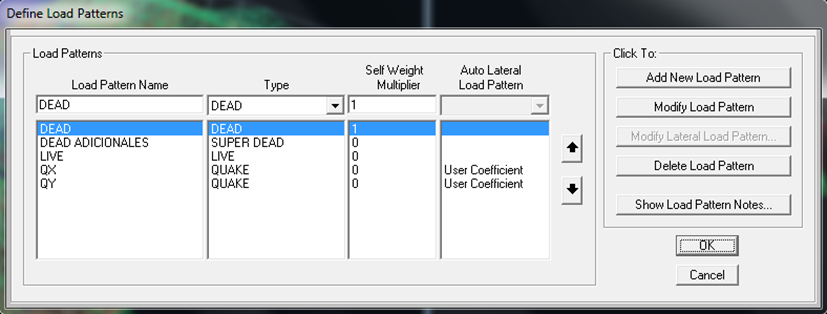 Define Load Patterns
Load Patterns
Click To:
Load Pattern Name Type Self Weight Multiplier Auto Lateral Load Pattern
DEAD DEAD 1
DEAD DEAD 1
DEAD ADICIONALES SUPER DEAD 0
LIVE LIVE 0
QX QUAKE 0 User Coefficient
QY QUAKE 0 User Coefficient
Add New Load Pattern
Modify Load Pattern
Modify Lateral Load Pattern...
Delete Load Pattern
Show Load Pattern Notes...
OK
Cancel